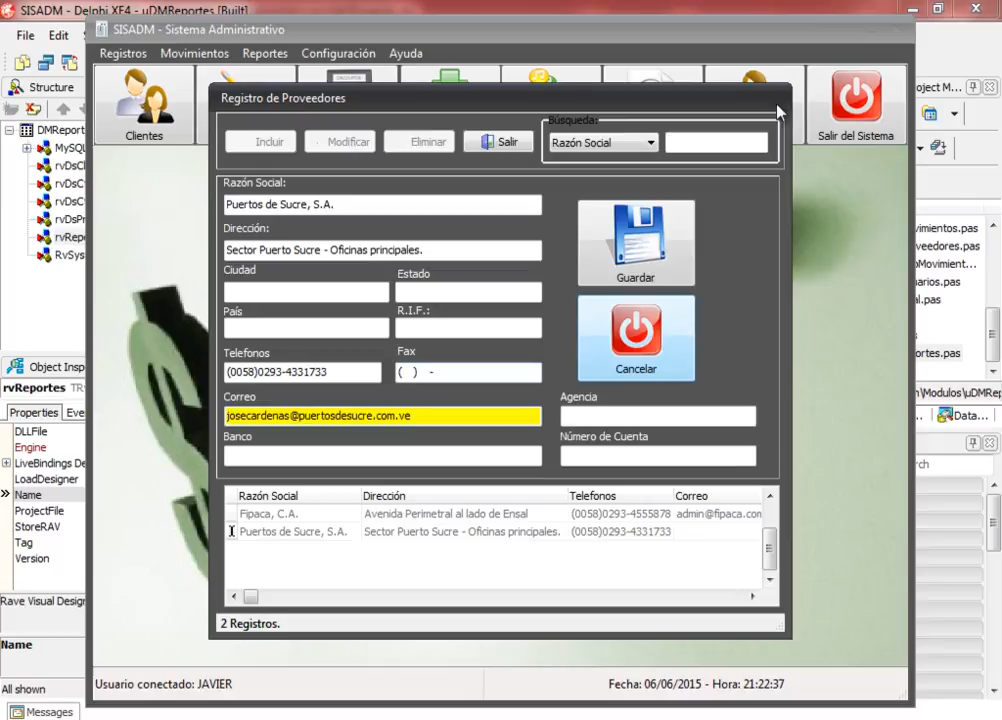 SISADM - Delphi XE4 - uDMReportes [Built]
File Edit
SISADM - Sistema Administrativo
Registros Movimientos Reportes Configuración Ayuda
Structure
Clientes
Salir del Sistema
DMReport
MySQL
rvDsCl
rvDsC
rvDsC
rvDsPr
rvRepo
RvSys
Registro de Proveedores
Incluir Modificar Eliminar Salir
Búsqueda:
Razón Social
Razón Social:
Puertos de Sucre, S.A.
Dirección:
Sector Puerto Sucre - Oficinas principales.
Ciudad Estado
País R.I.F.:
Telefonos Fax
(0058)0293-4331733 ( ) -
Correo Agencia
josecardenas@puertosdesucre.com.ve
Banco Número de Cuenta
Guardar
Cancelar
Razón Social Dirección Telefonos Correo
Fipaca, C.A. Avenida Perimetral al lado de Ensal (0058)0293-4555878 admin@fipaca.com
Puertos de Sucre, S.A. Sector Puerto Sucre - Oficinas principales. (0058)0293-4331733
2 Registros.
Usuario conectado: JAVIER
Fecha: 06/06/2015 - Hora: 21:22:37
Object Insp
rvReportes
Properties Eve
DLLFile
Engine
LiveBindings De
LoadDesigner
Name
ProjectFile
StoreRAV
Tag
Version
Rave Visual Design
Name
All shown
Messages
oject M...
vimientos.pas
veedores.pas
oMoviment...
arios.pas
al.pas
rtes.pas
n\Modulos\uDMRep
Data...
rch